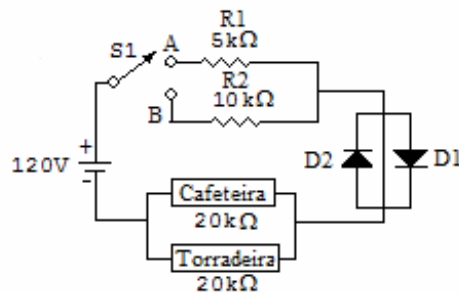 R1
A
5kΩ
S1
R2
10kΩ
B
+
120V
-
D2
D1
Cafeteira
20kΩ
Torradeira
20kΩ